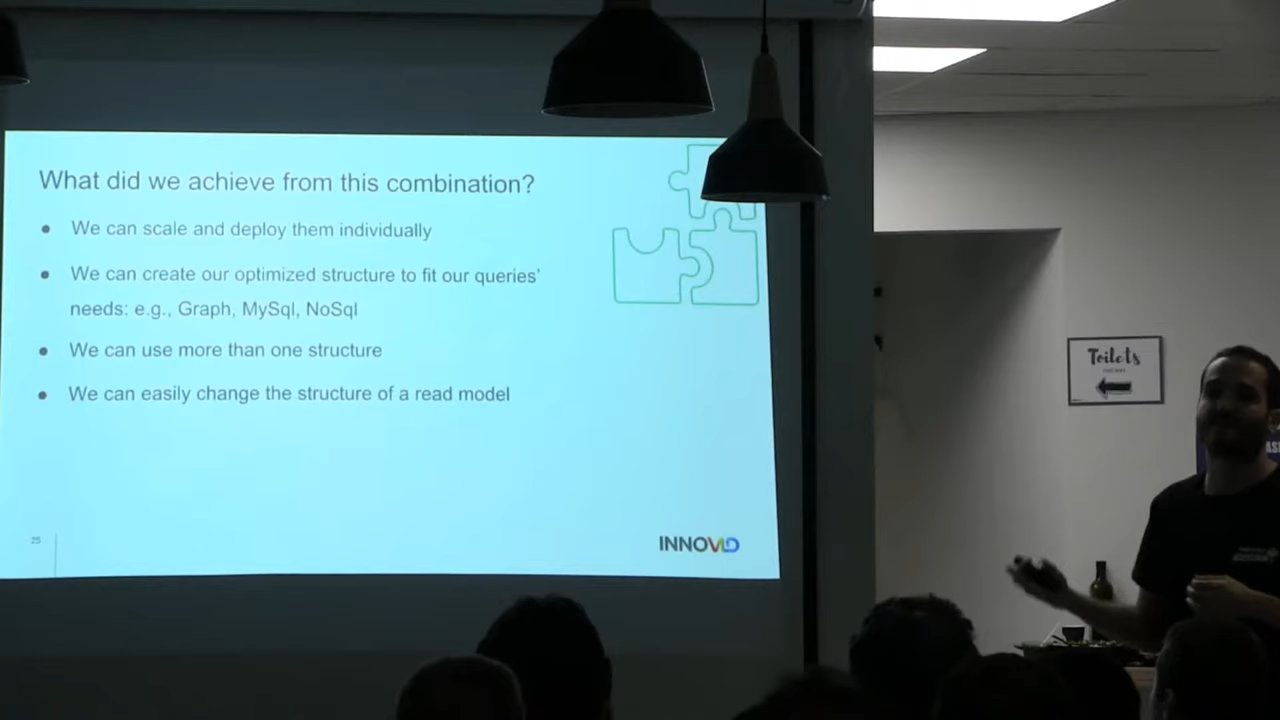 What did we achieve from this combination?
● We can scale and deploy them individually
● We can create our optimized structure to fit our queries'
needs: e.g., Graph, MySql, NoSql
● We can use more than one structure
● We can easily change the structure of a read model
25
INNOVID
Toilets